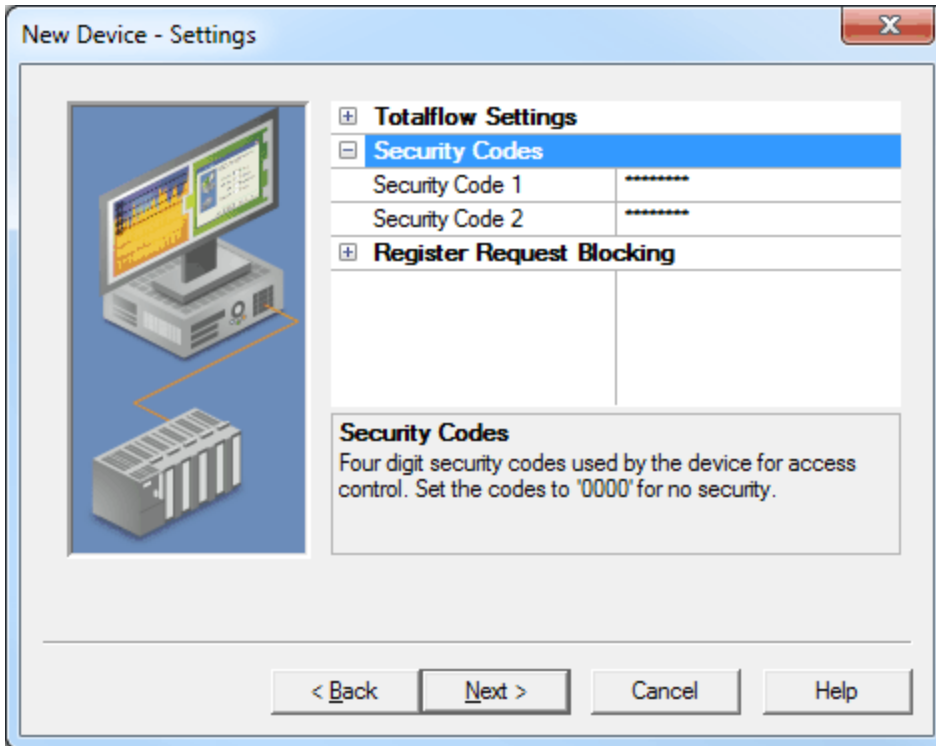 New Device - Settings
Totalflow Settings
Security Codes
Security Code 1 ********
Security Code 2 ********
Register Request Blocking
Security Codes
Four digit security codes used by the device for access
control. Set the codes to '0000' for no security.
< Back Next > Cancel Help